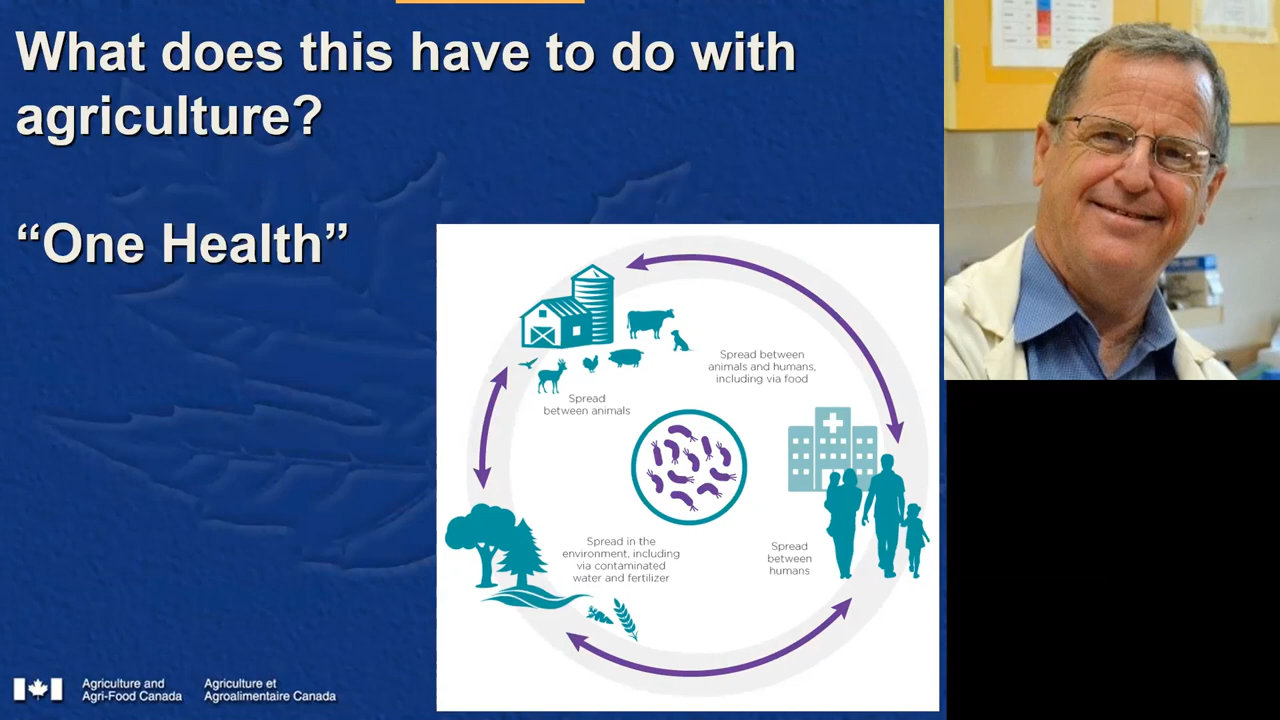 What does this have to do with
agriculture?
“One Health”
Spread between
animals and humans,
including via food
Spread
between animals
Spread in the
environment, including
via contaminated
water and fertilizer
Spread
between
humans
Agriculture and
Agri-Food Canada
Agriculture et
Agroalimentaire Canada